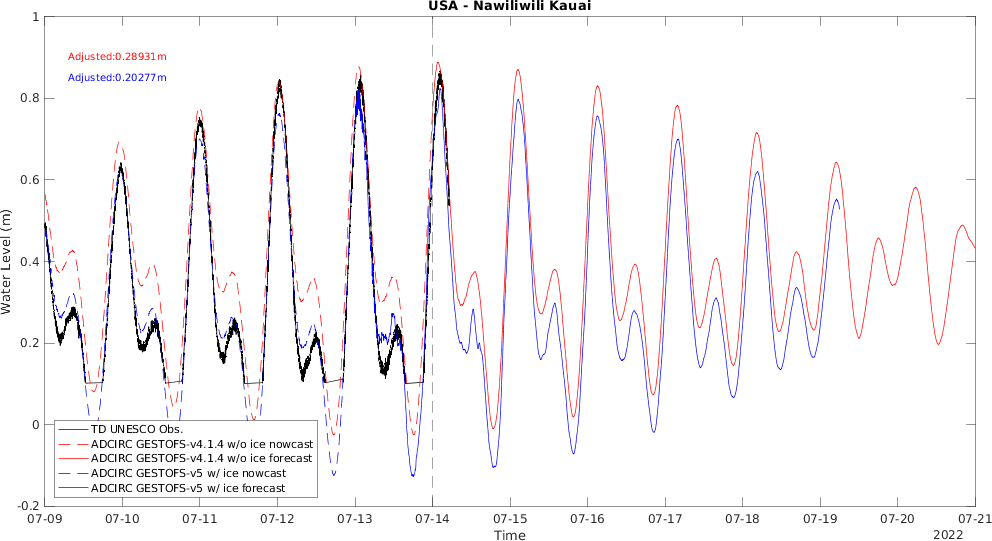 USA - Nawiliwili Kauai
1
0.8
0.6
0.4
0.2
0
-0.2
Water Level (m)
Adjusted:0.28931m
Adjusted:0.20277m
TD UNESCO Obs.
ADCIRC GESTOFS-v4.1.4 w/o ice nowcast
ADCIRC GESTOFS-v4.1.4 w/o ice forecast
ADCIRC GESTOFS-v5 w/ ice nowcast
ADCIRC GESTOFS-v5 w/ ice forecast
07-09 07-10 07-11 07-12 07-13 07-14 07-15 07-16 07-17 07-18 07-19 07-20 07-21
Time
2022